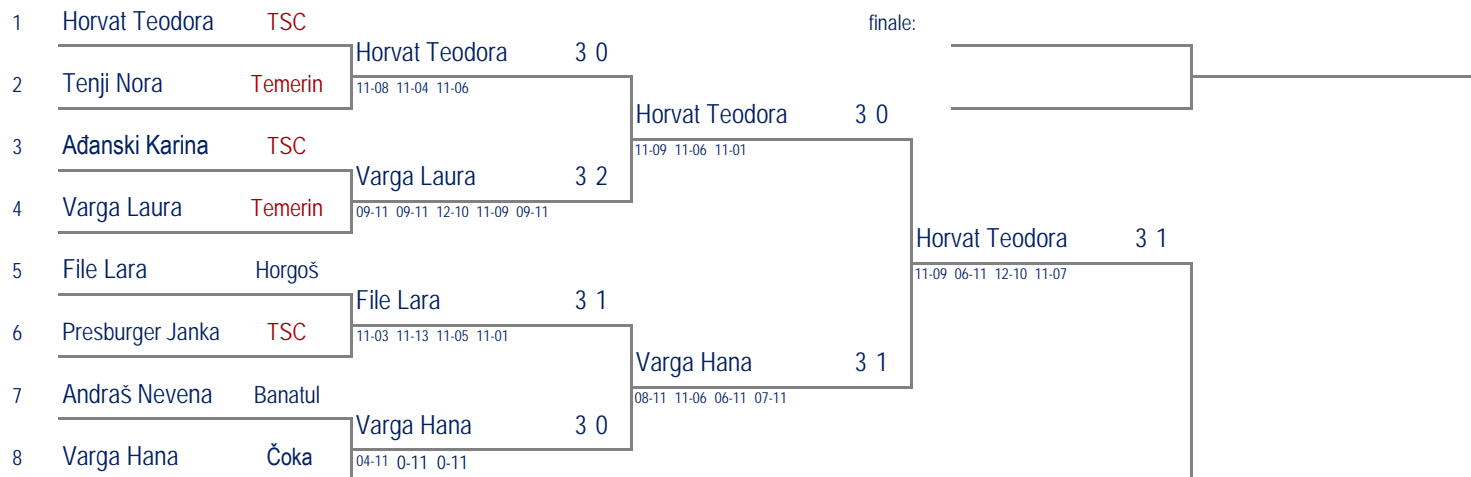 1 Horvat Teodora TSC finale:
Horvat Teodora 3 0
2 Tenji Nora Temerin 11-08 11-04 11-06
Horvat Teodora 3 0
3 Ađanski Karina TSC 11-09 11-06 11-01
Varga Laura 3 2
4 Varga Laura Temerin 09-11 09-11 12-10 11-09 09-11
Horvat Teodora 3 1
5 File Lara Horgoš 11-09 06-11 12-10 11-07
File Lara 3 1
6 Presburger Janka TSC 11-03 11-13 11-05 11-01
Varga Hana 3 1
7 Andraš Nevena Banatul 08-11 11-06 06-11 07-11
Varga Hana 3 0
8 Varga Hana Čoka 04-11 0-11 0-11